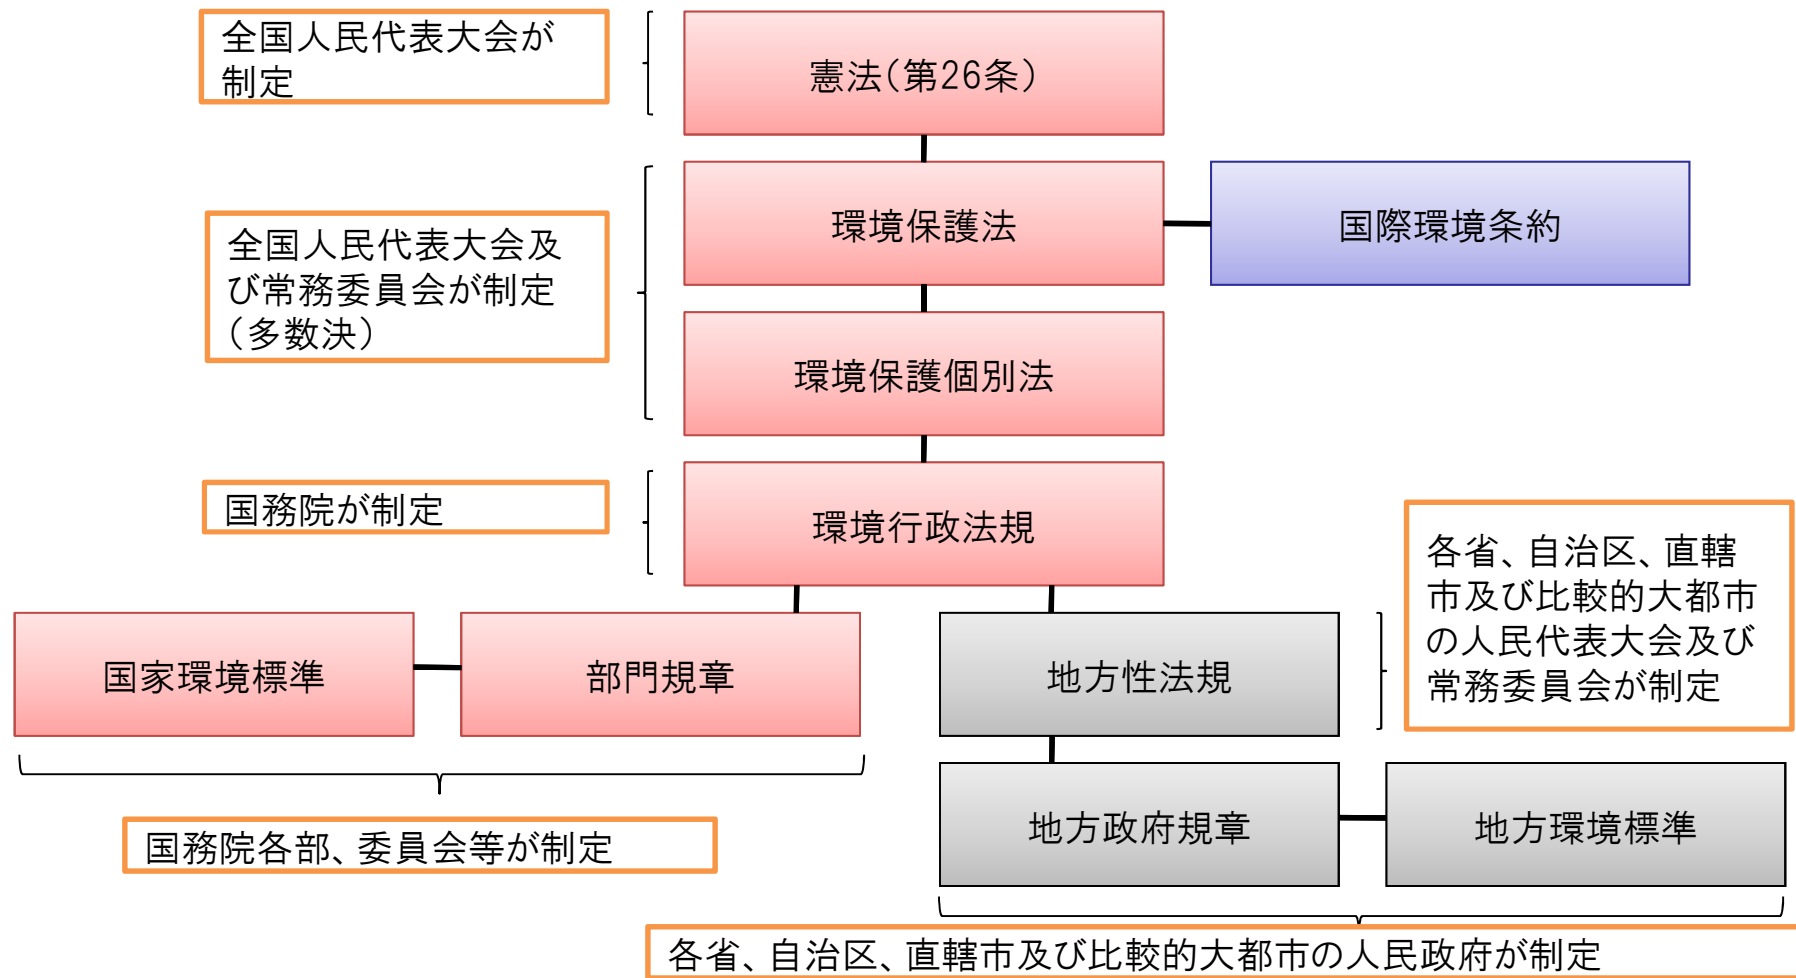 全国人民代表大会が
制定
憲法(第26条)
環境保護法
国際環境条約
全国人民代表大会及
び常務委員会が制定
(多数決)
環境保護個別法
国務院が制定
環境行政法規
各省、自治区、直轄
市及び比較的大都市
の人民代表大会及び
常務委員会が制定
国家環境標準
部門規章
地方性法規
国務院各部、委員会等が制定
地方政府規章
地方環境標準
各省、自治区、直轄市及び比較的大都市の人民政府が制定